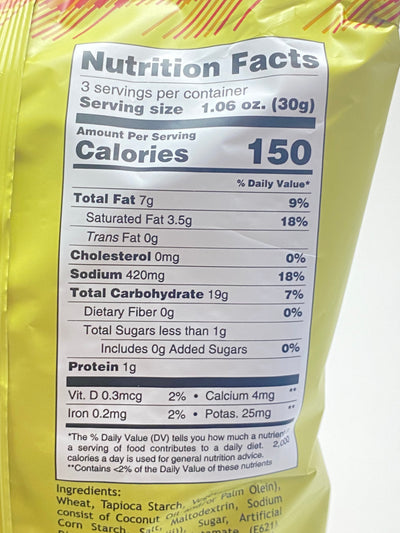 Nutrition Facts
3 servings per container
Serving size 1.06 oz. (30g)
Amount Per Serving
Calories 150
% Daily Value*
Total Fat 7g 9%
Saturated Fat 3.5g 18%
Trans Fat 0g
Cholesterol 0mg 0%
Sodium 420mg 18%
Total Carbohydrate 19g 7%
Dietary Fiber 0g 0%
Total Sugars less than 1g
Includes 0g Added Sugars 0%
Protein 1g
Vit. D 0.3mcg 2% • Calcium 4mg **
Iron 0.2mg 2% • Potas. 25mg **
*The % Daily Value (DV) tells you how much a nutrient in
a serving of food contributes to a daily diet. 2,000
calories a day is used for general nutrition advice.
**Contains <2% of the Daily Value of these nutrients
Ingredients:
Wheat, Tapioca Starch, Palm Olein),
consist of Coconut Oil Sodium
Corn Starch, Salt, Maltodextrin,
Sugar, Artificial
(E621)